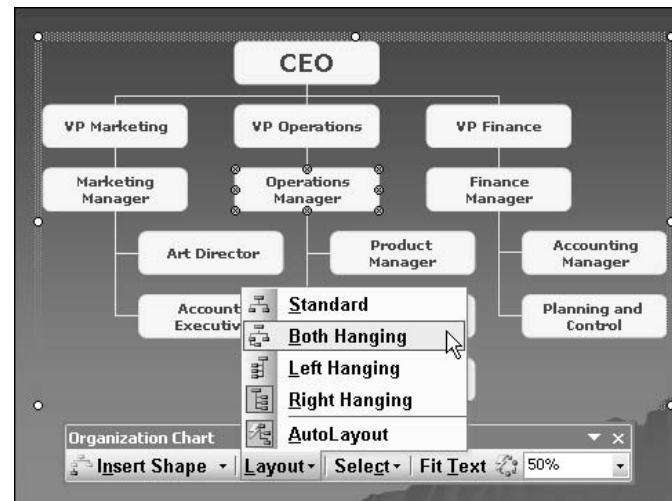 CEO
VP Marketing
VP Operations
VP Finance
Marketing
Manager
Operations
Manager
Finance
Manager
Art Director
Product
Manager
Accounting
Manager
Account
Planning and
Control
Standard
Both Hanging
Left Hanging
Right Hanging
AutoLayout
Organization Chart
Insert Shape
Layout
Select
Fit Text
50%